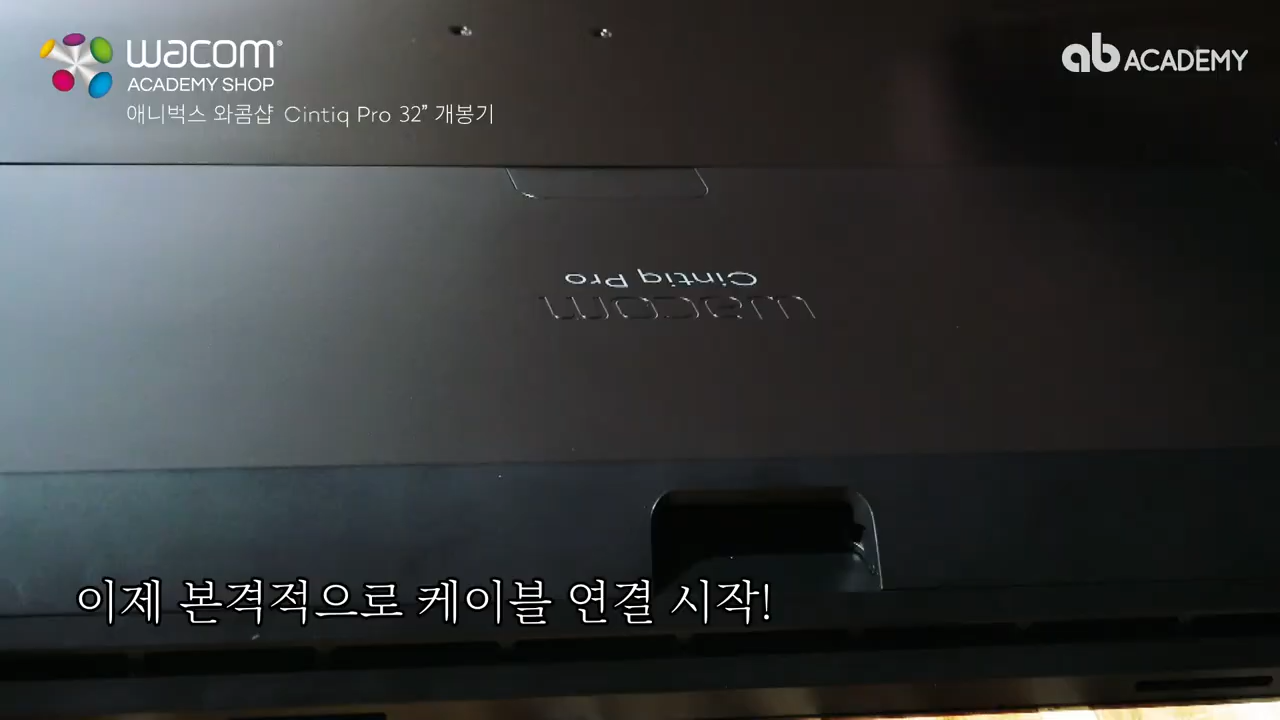 wacom®
ACADEMY SHOP
애니벅스 와콤샵 Cintiq Pro 32” 개봉기
ab ACADEMY
Cintiq Pro
wacom
이제 본격적으로 케이블 연결 시작!